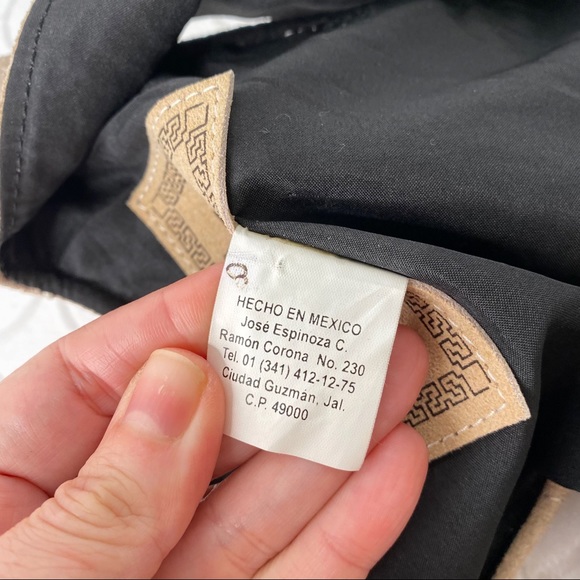 HECHO EN MEXICO
José Espinoza C.
Ramón Corona No. 230
Tel. 01 (341) 412-12-75
Ciudad Guzmán, Jal.
C.P. 49000